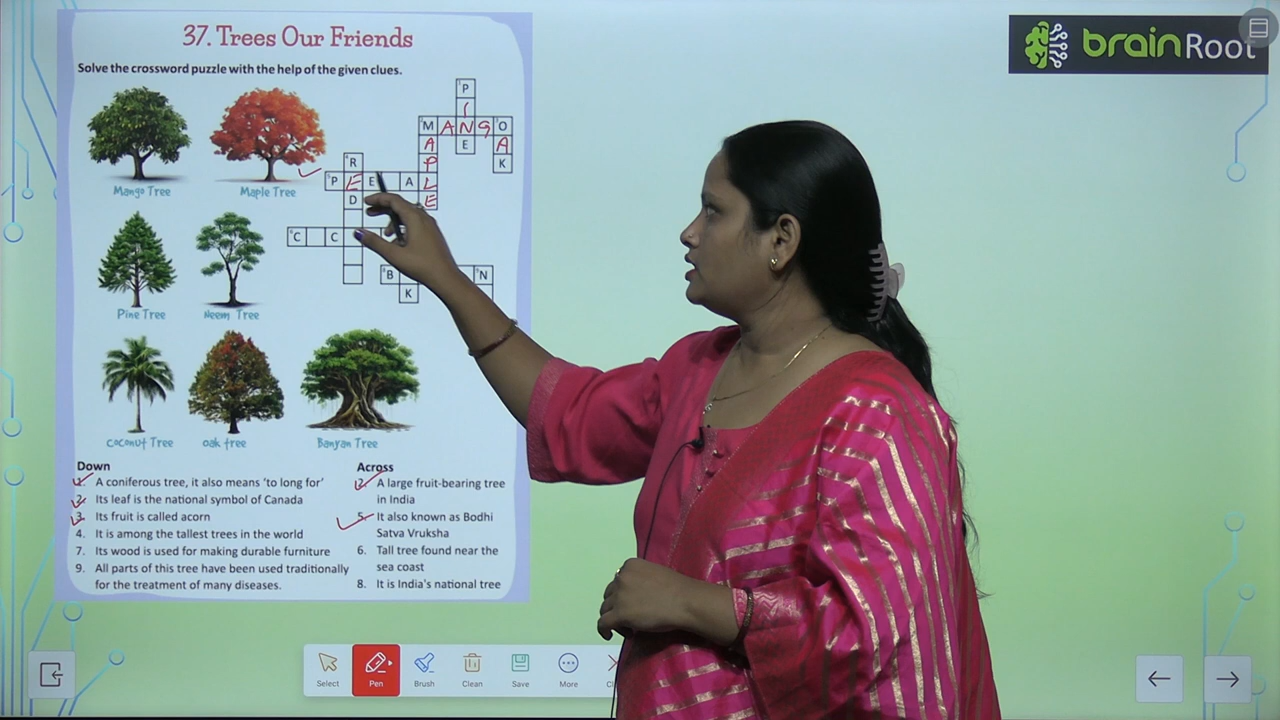 37. Trees Our Friends
brainRoot
Solve the crossword puzzle with the help of the given clues.
P
I
M A N G O
A E A
R P K
P E E A L
D E
C C
B N
K
Mango Tree Maple Tree
Pine Tree Neem Tree
Coconut Tree oak tree Banyan Tree
Down
1. A coniferous tree, it also means 'to long for'
2. Its leaf is the national symbol of Canada
3. Its fruit is called acorn
4. It is among the tallest trees in the world
7. Its wood is used for making durable furniture
9. All parts of this tree have been used traditionally
for the treatment of many diseases.
Across
2. A large fruit-bearing tree
in India
5. It also known as Bodhi
Satva Vruksha
6. Tall tree found near the
sea coast
8. It is India's national tree
Select Pen Brush Clean Save More